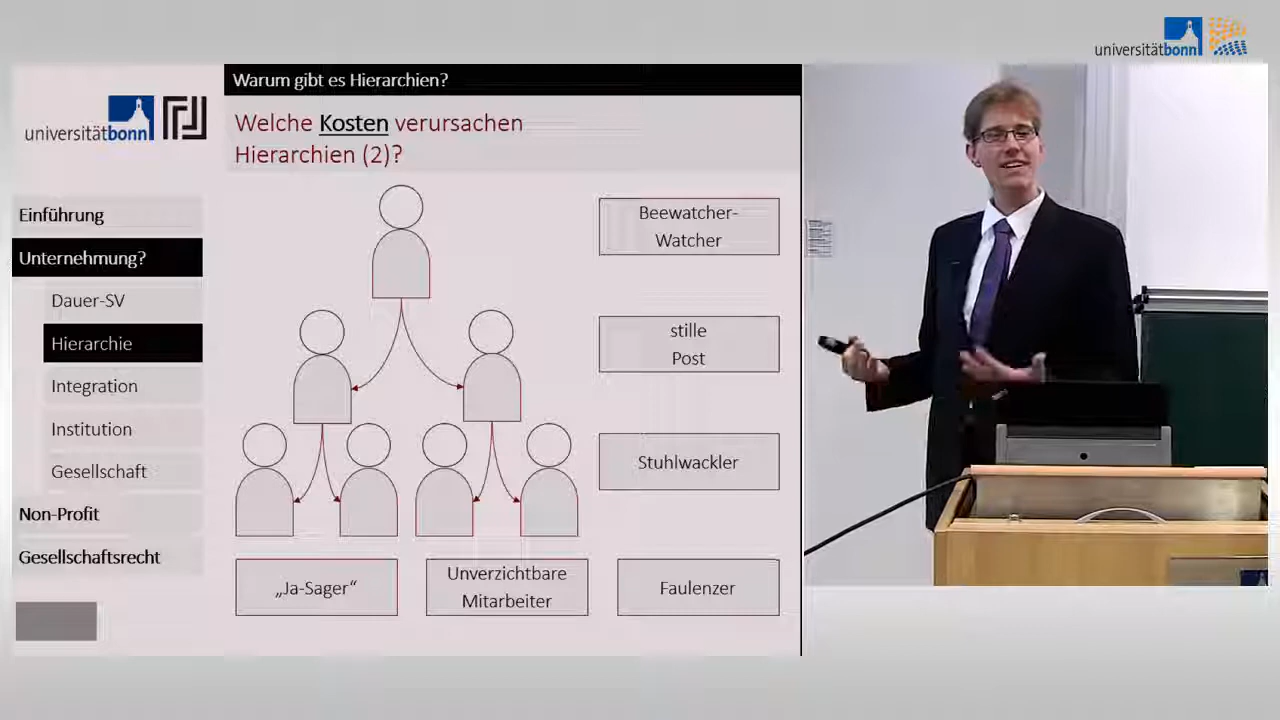 universitätbonn
universitätbonn
Einführung
Unternehmung?
Dauer-SV
Hierarchie
Integration
Institution
Gesellschaft
Non-Profit
Gesellschaftsrecht
Warum gibt es Hierarchien?
Welche Kosten verursachen
Hierarchien (2)?
Beewatcher-
Watcher
stille
Post
Stuhlwackler
„Ja-Sager“
Unverzichtbare
Mitarbeiter
Faulenzer